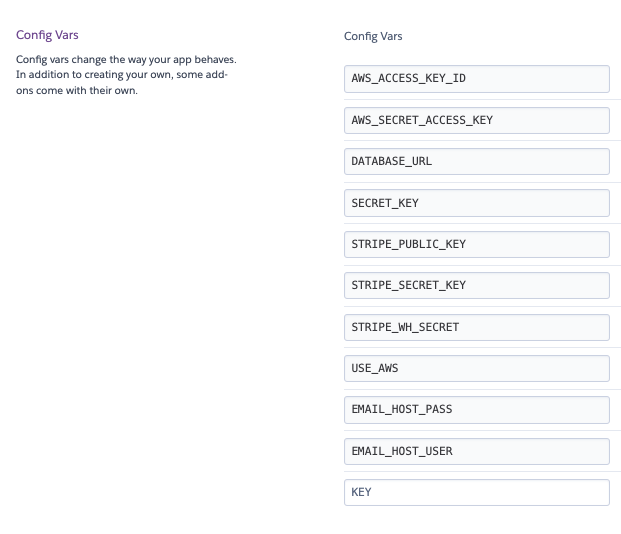 Config Vars
Config vars change the way your app behaves.
In addition to creating your own, some add-
ons come with their own.
Config Vars
AWS_ACCESS_KEY_ID
AWS_SECRET_ACCESS_KEY
DATABASE_URL
SECRET_KEY
STRIPE_PUBLIC_KEY
STRIPE_SECRET_KEY
STRIPE_WH_SECRET
USE_AWS
EMAIL_HOST_PASS
EMAIL_HOST_USER
KEY